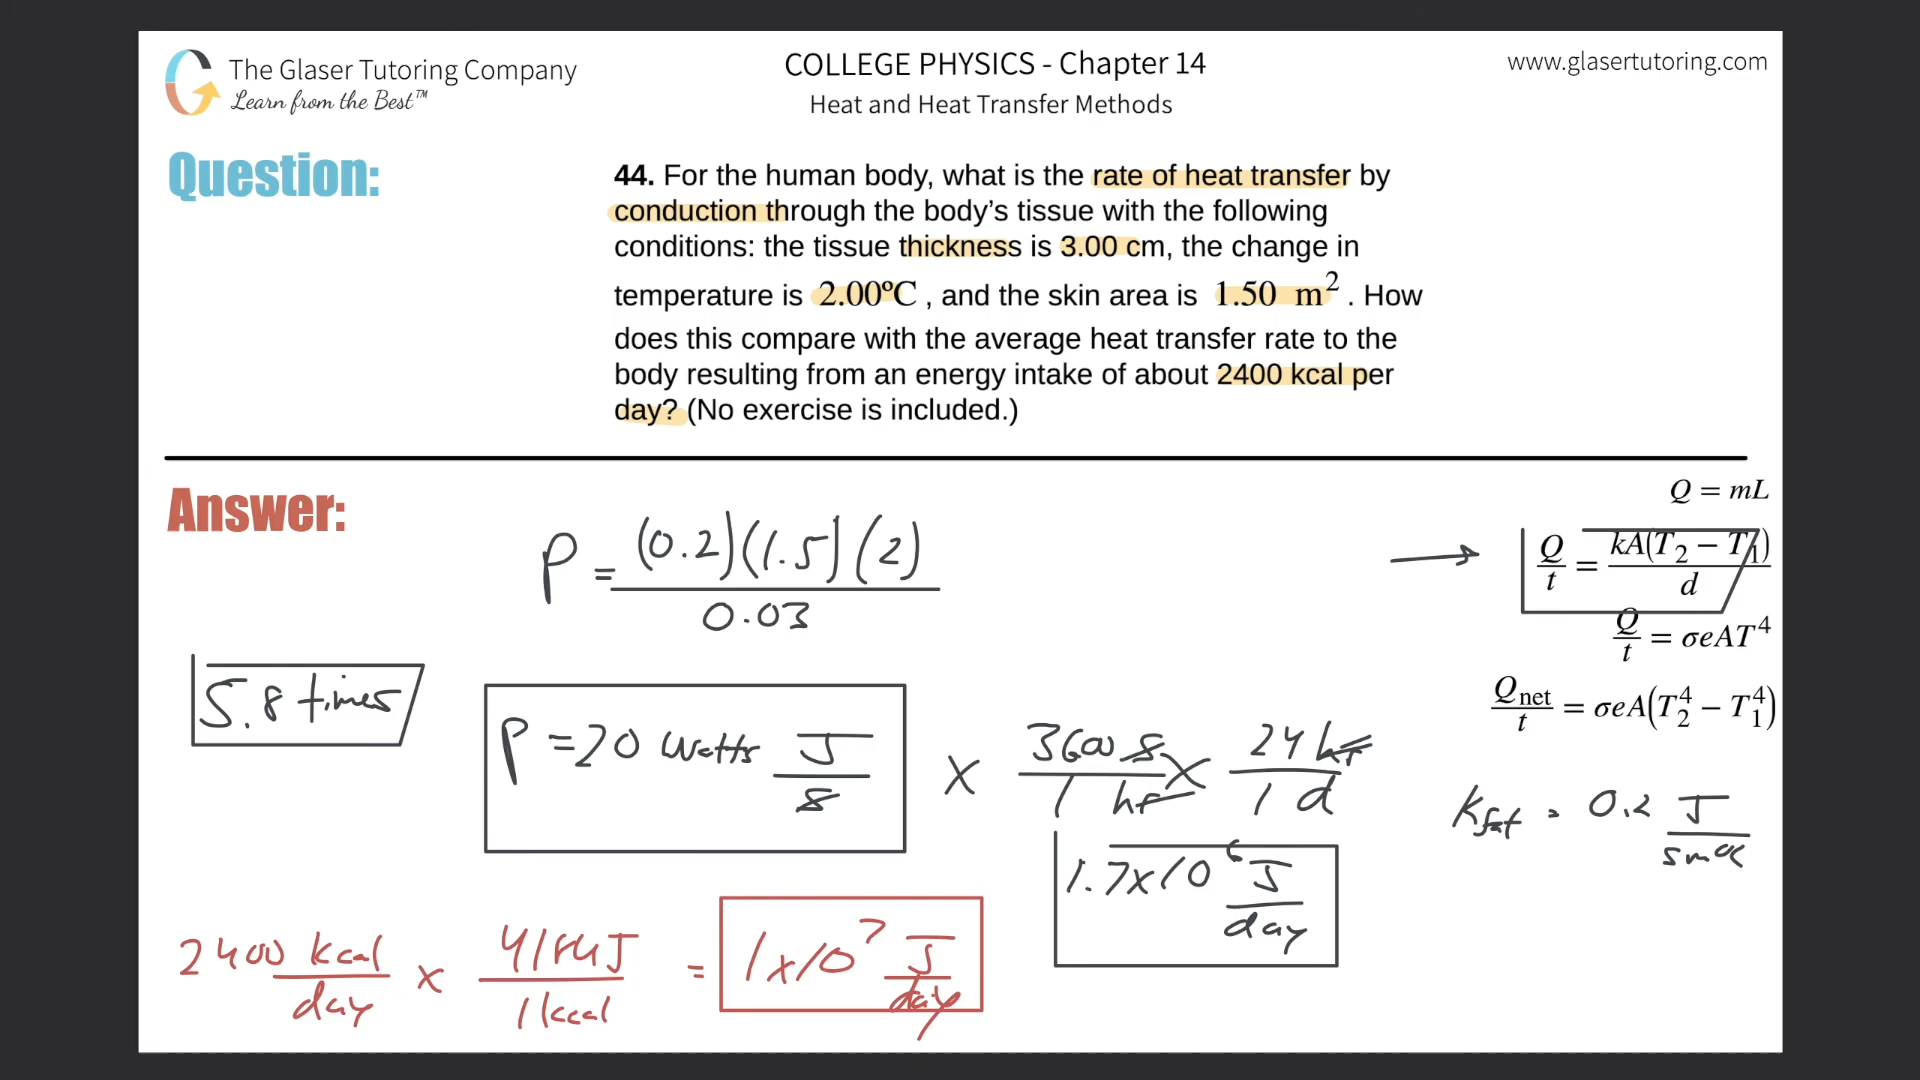 The Glaser Tutoring Company
Learn from the Best™
COLLEGE PHYSICS - Chapter 14
Heat and Heat Transfer Methods
www.glasertutoring.com
Question:
44. For the human body, what is the rate of heat transfer by
conduction through the body's tissue with the following
conditions: the tissue thickness is 3.00 cm, the change in
temperature is 2.00ºC , and the skin area is 1.50 m² . How
does this compare with the average heat transfer rate to the
body resulting from an energy intake of about 2400 kcal per
day? (No exercise is included.)
Answer:
P = (0.2)(1.5)(2) / 0.03
Q = mL
Q/t = kA(T₂ − T₁)/d
Q/t = σeAT⁴
Qnet/t = σeA(T₂⁴ − T₁⁴)
5.8 times
P = 20 watts J/s × 3600 s / 1 hr × 24 hr / 1 d
kfat = 0.2 J / s m °C
1.7 x 10⁶ J/day
2400 kcal/day × 4184 J / 1 kcal = 1 x 10⁷ J/day